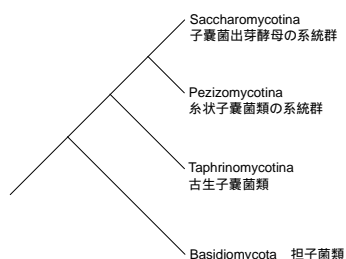 Saccharomycotina
子嚢菌出芽酵母の系統群
Pezizomycotina
糸状子嚢菌類の系統群
Taphrinomycotina
古生子嚢菌類
Basidiomycota 担子菌類